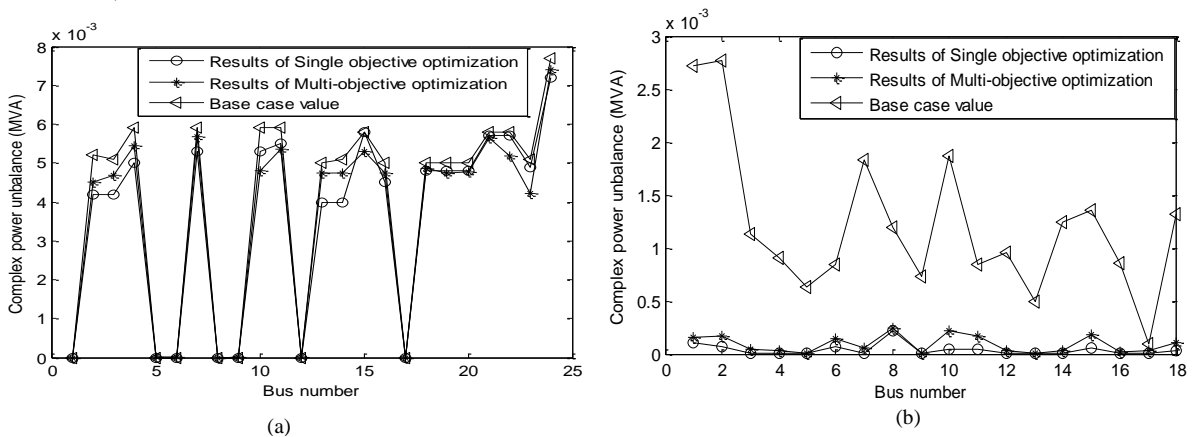 x 10⁻³
8
7
6
5
4
3
2
1
0
Complex power unbalance (MVA)
Results of Single objective optimization
Results of Multi-objective optimization
Base case value
0 5 10 15 20 25
Bus number
(a)
x 10⁻³
3
2.5
2
1.5
1
0.5
0
Complex power unbalance (MVA)
Results of Single objective optimization
Results of Multi-objective optimization
Base case value
0 2 4 6 8 10 12 14 16 18
Bus number
(b)